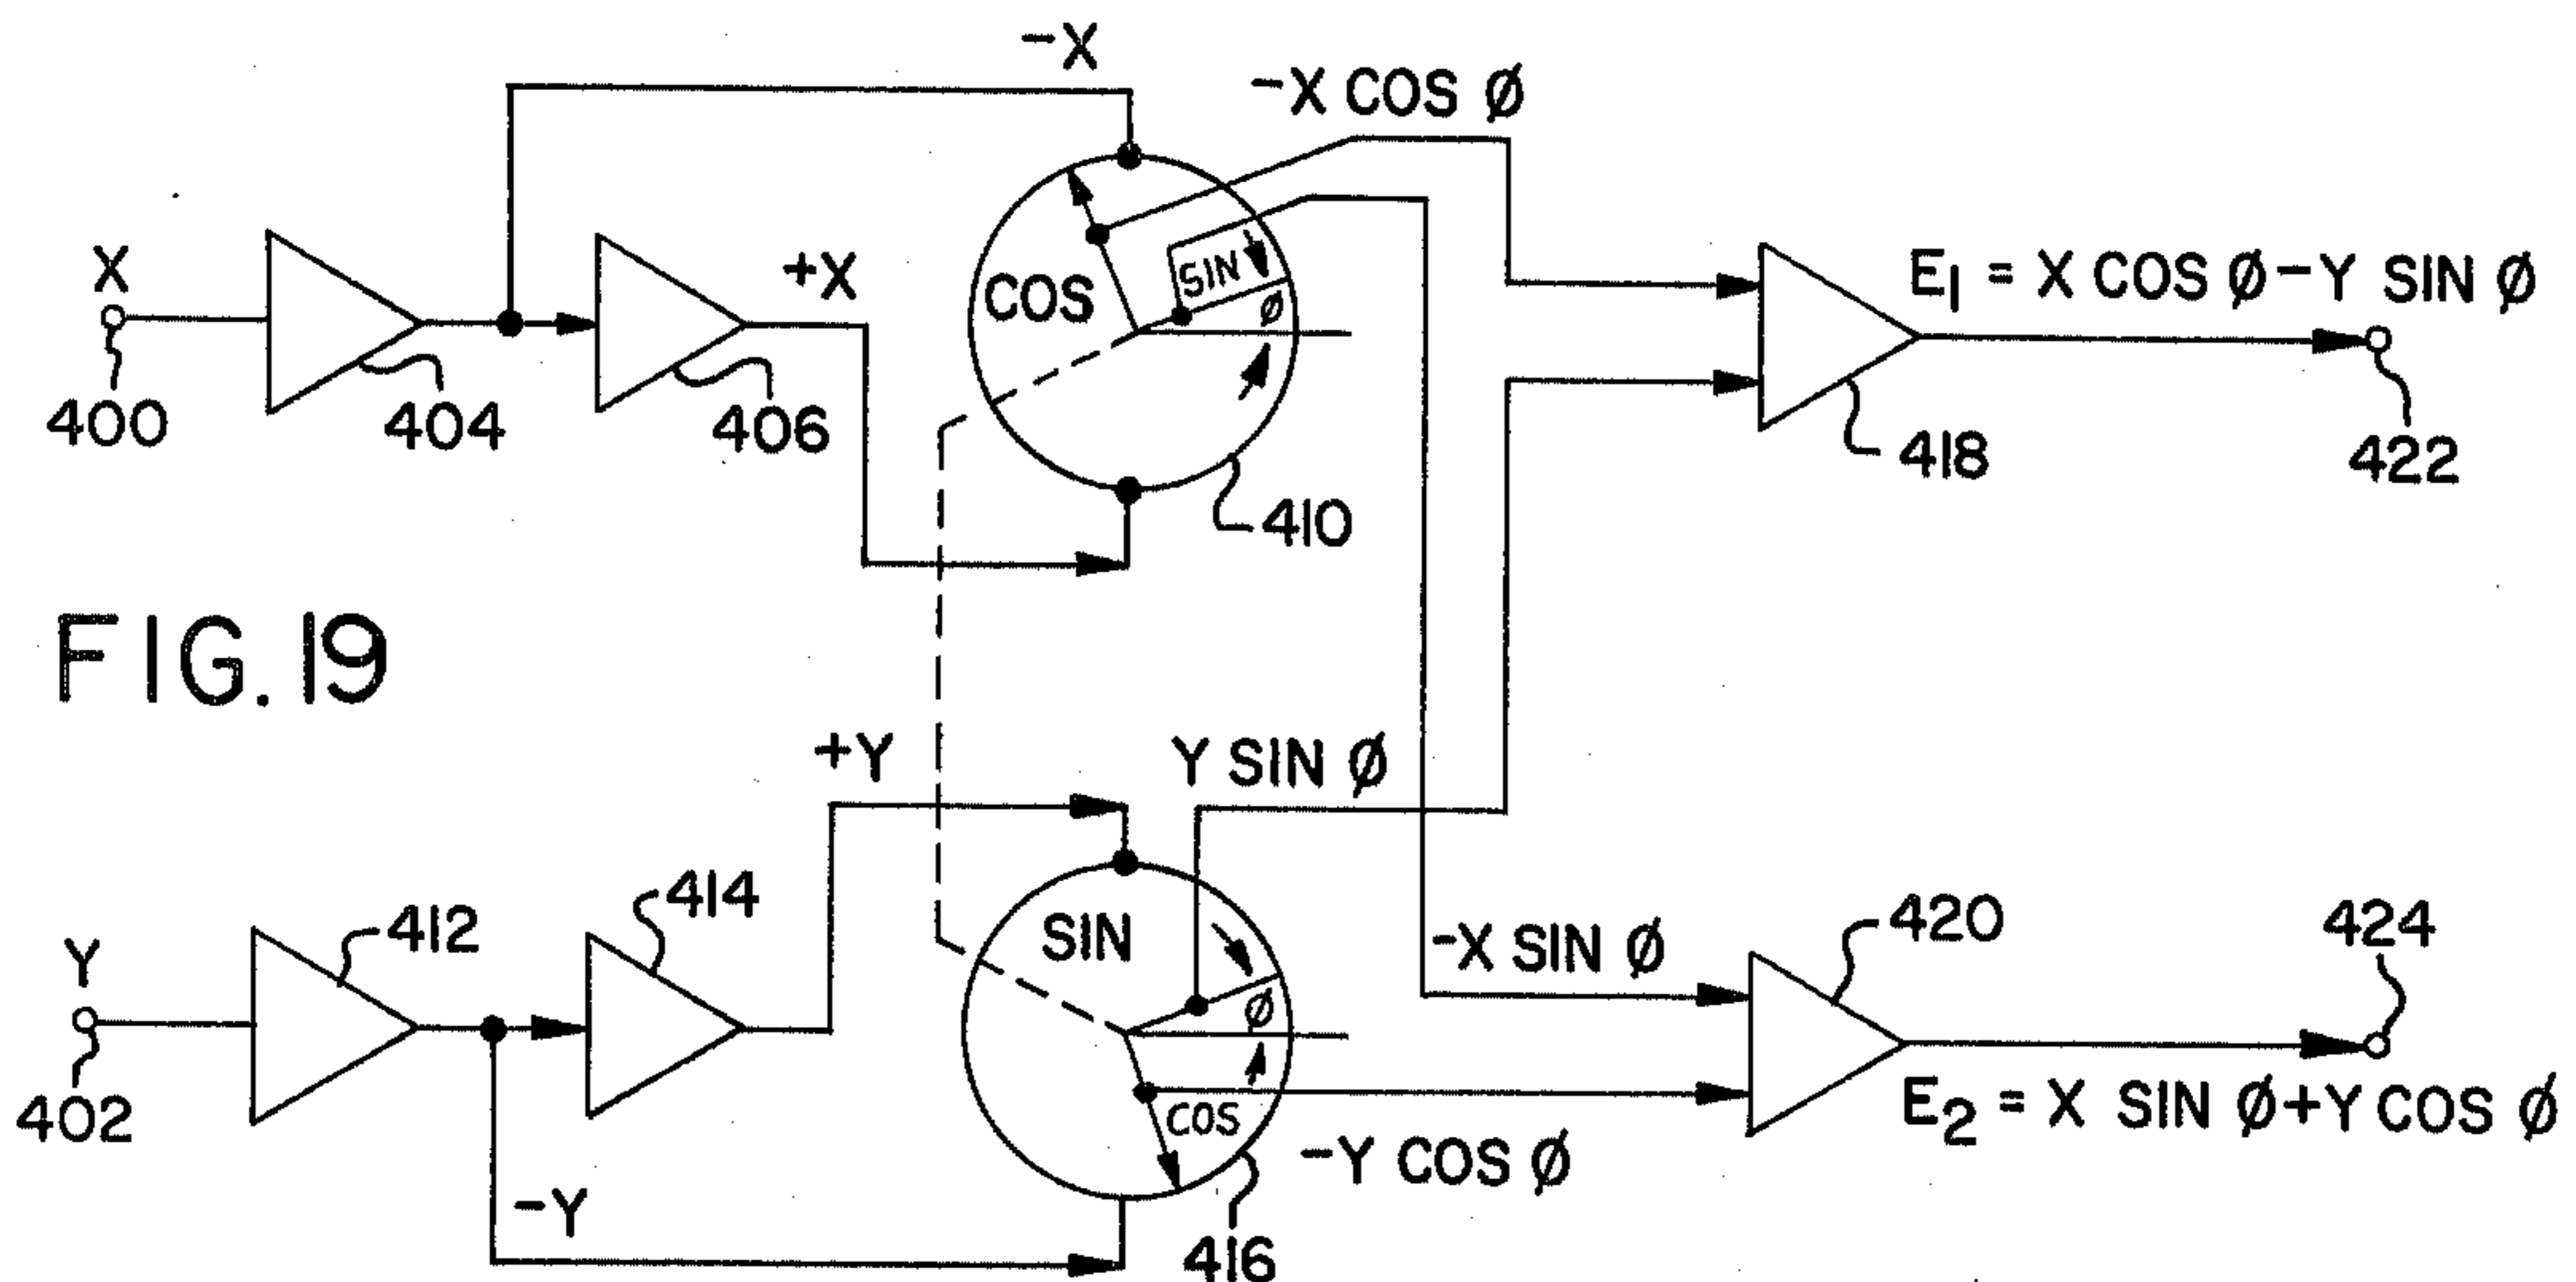 -X
-X COS Ø
X
+X
COS
SIN
Ø
E1 = X COS Ø-Y SIN Ø
400
404
406
410
418
422
FIG. 19
+Y
Y SIN Ø
Y
412
414
SIN
Ø
-X SIN Ø
420
424
402
COS
-Y COS Ø
E2 = X SIN Ø+Y COS Ø
-Y
416